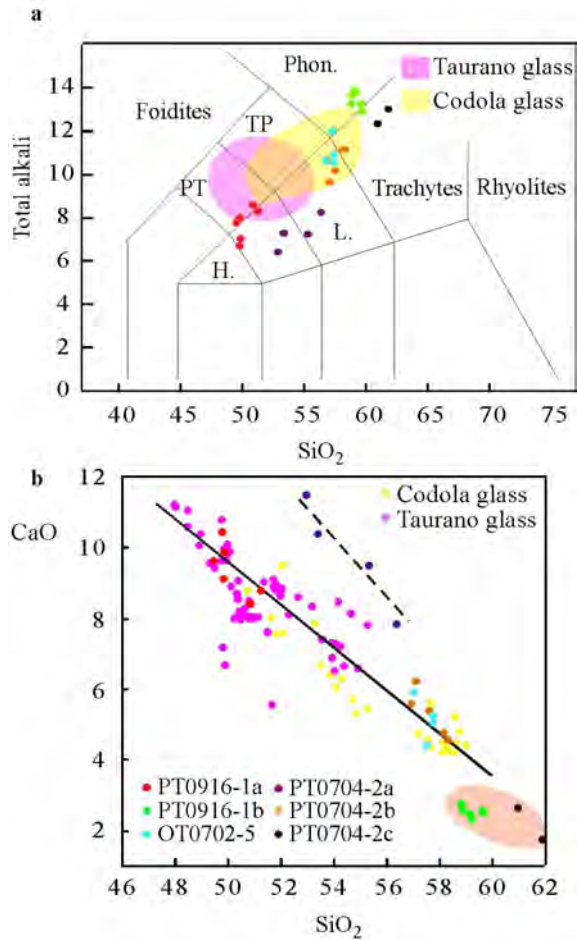 a
Phon.
Taurano glass
Codola glass
Foidites
TP
PT
Trachytes
Rhyolites
L.
H.
Total alkali
14
12
10
8
6
4
2
0
40 45 50 55 60 65 68 75
SiO₂
b
CaO
12
10
8
6
4
2
Codola glass
Taurano glass
PT0916-1a PT0704-2a
PT0916-1b PT0704-2b
OT0702-5 PT0704-2c
46 48 50 52 54 56 58 60 62
SiO₂